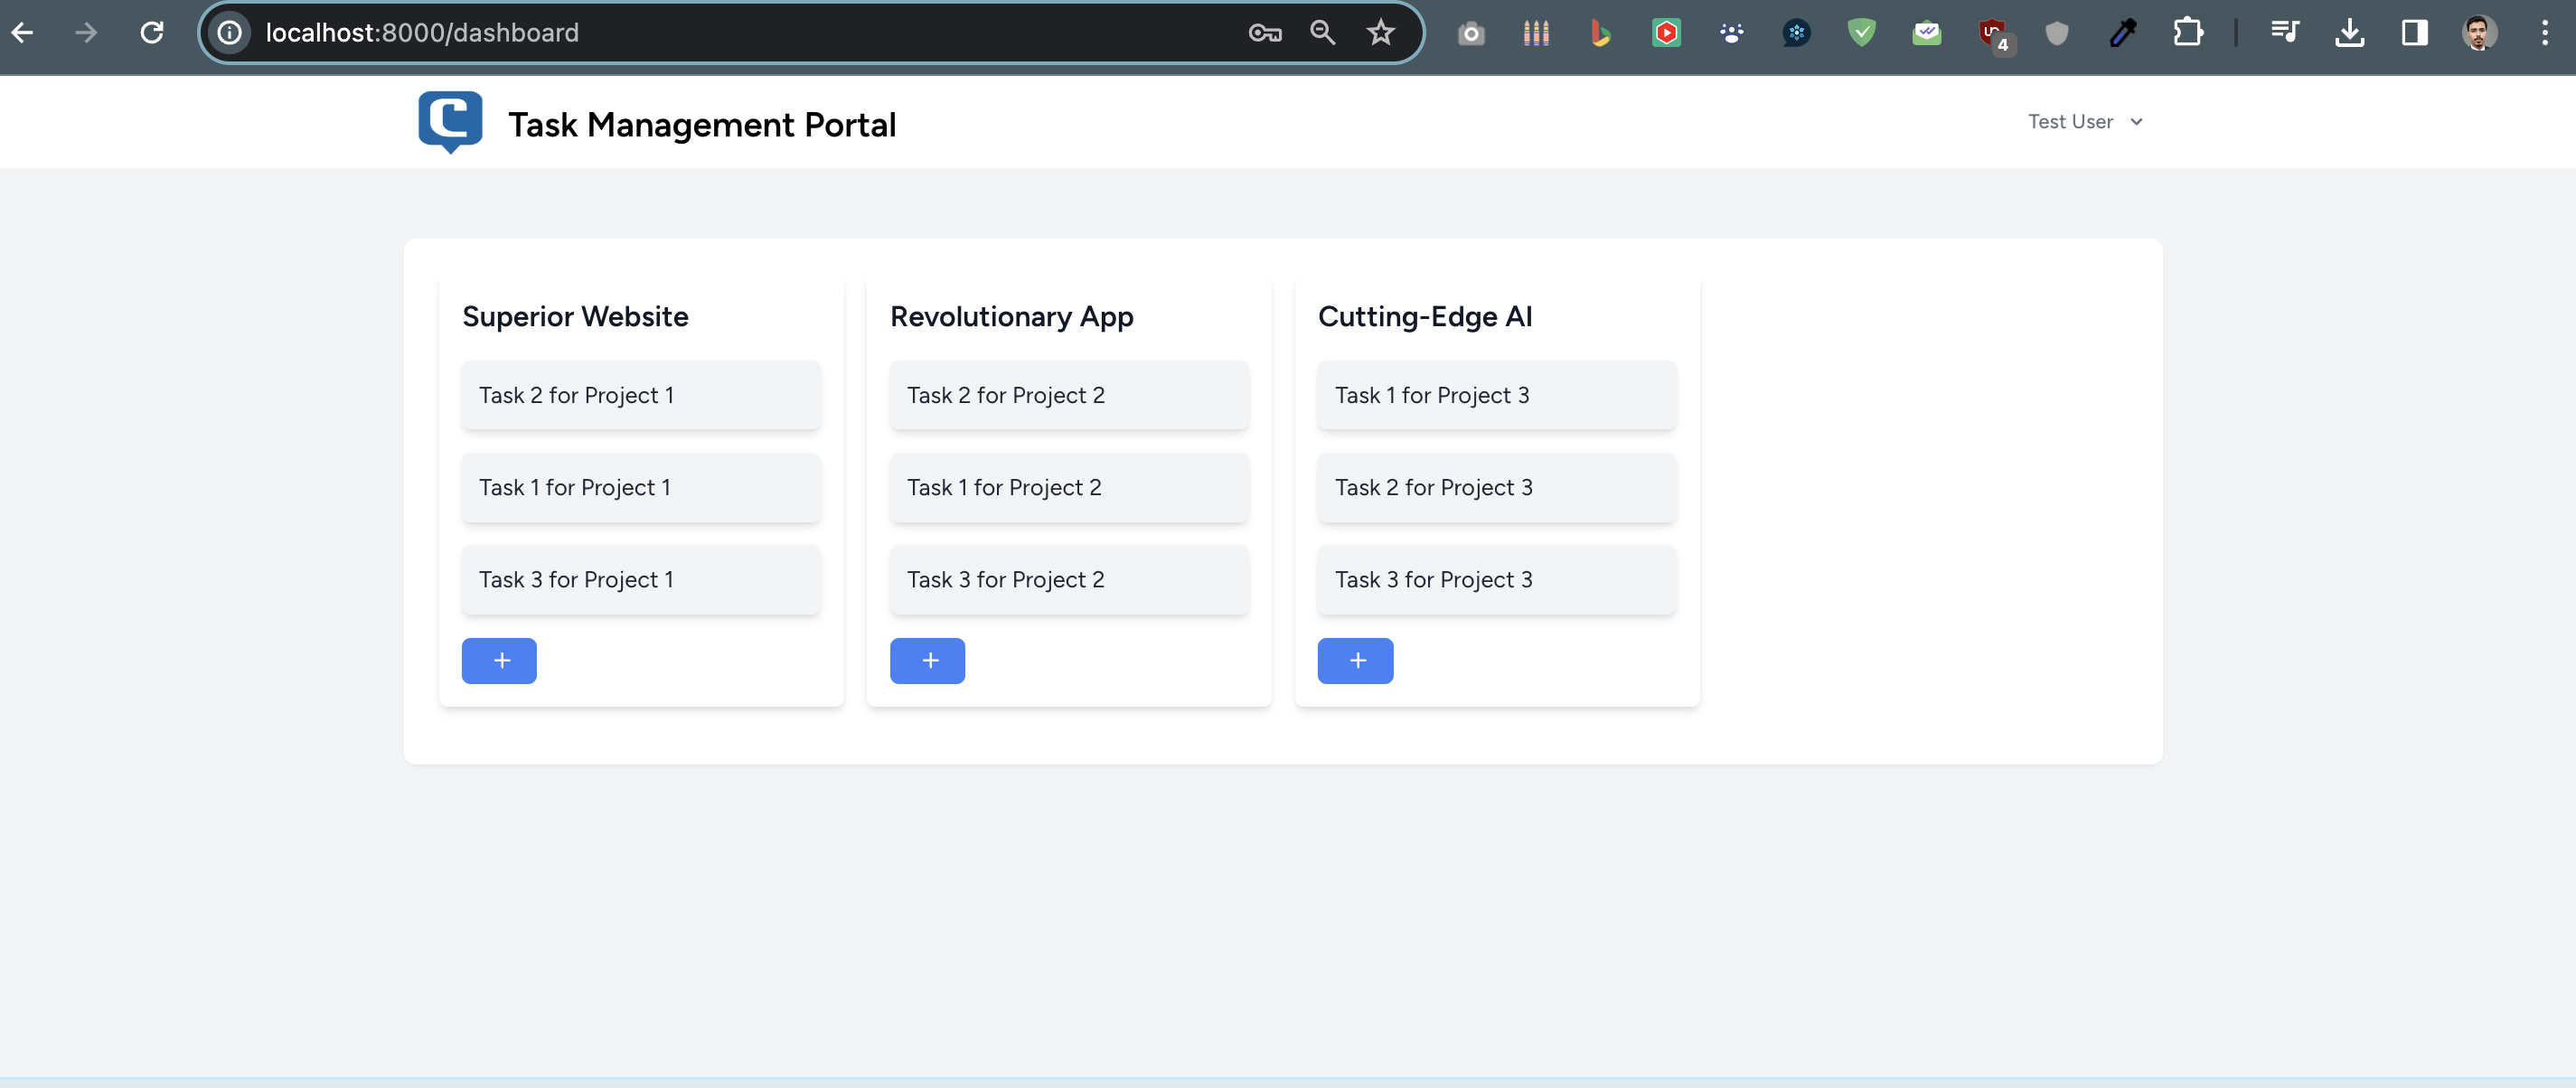 localhost:8000/dashboard
4
C Task Management Portal
Test User
Superior Website
Task 2 for Project 1
Task 1 for Project 1
Task 3 for Project 1
+
Revolutionary App
Task 2 for Project 2
Task 1 for Project 2
Task 3 for Project 2
+
Cutting-Edge AI
Task 1 for Project 3
Task 2 for Project 3
Task 3 for Project 3
+